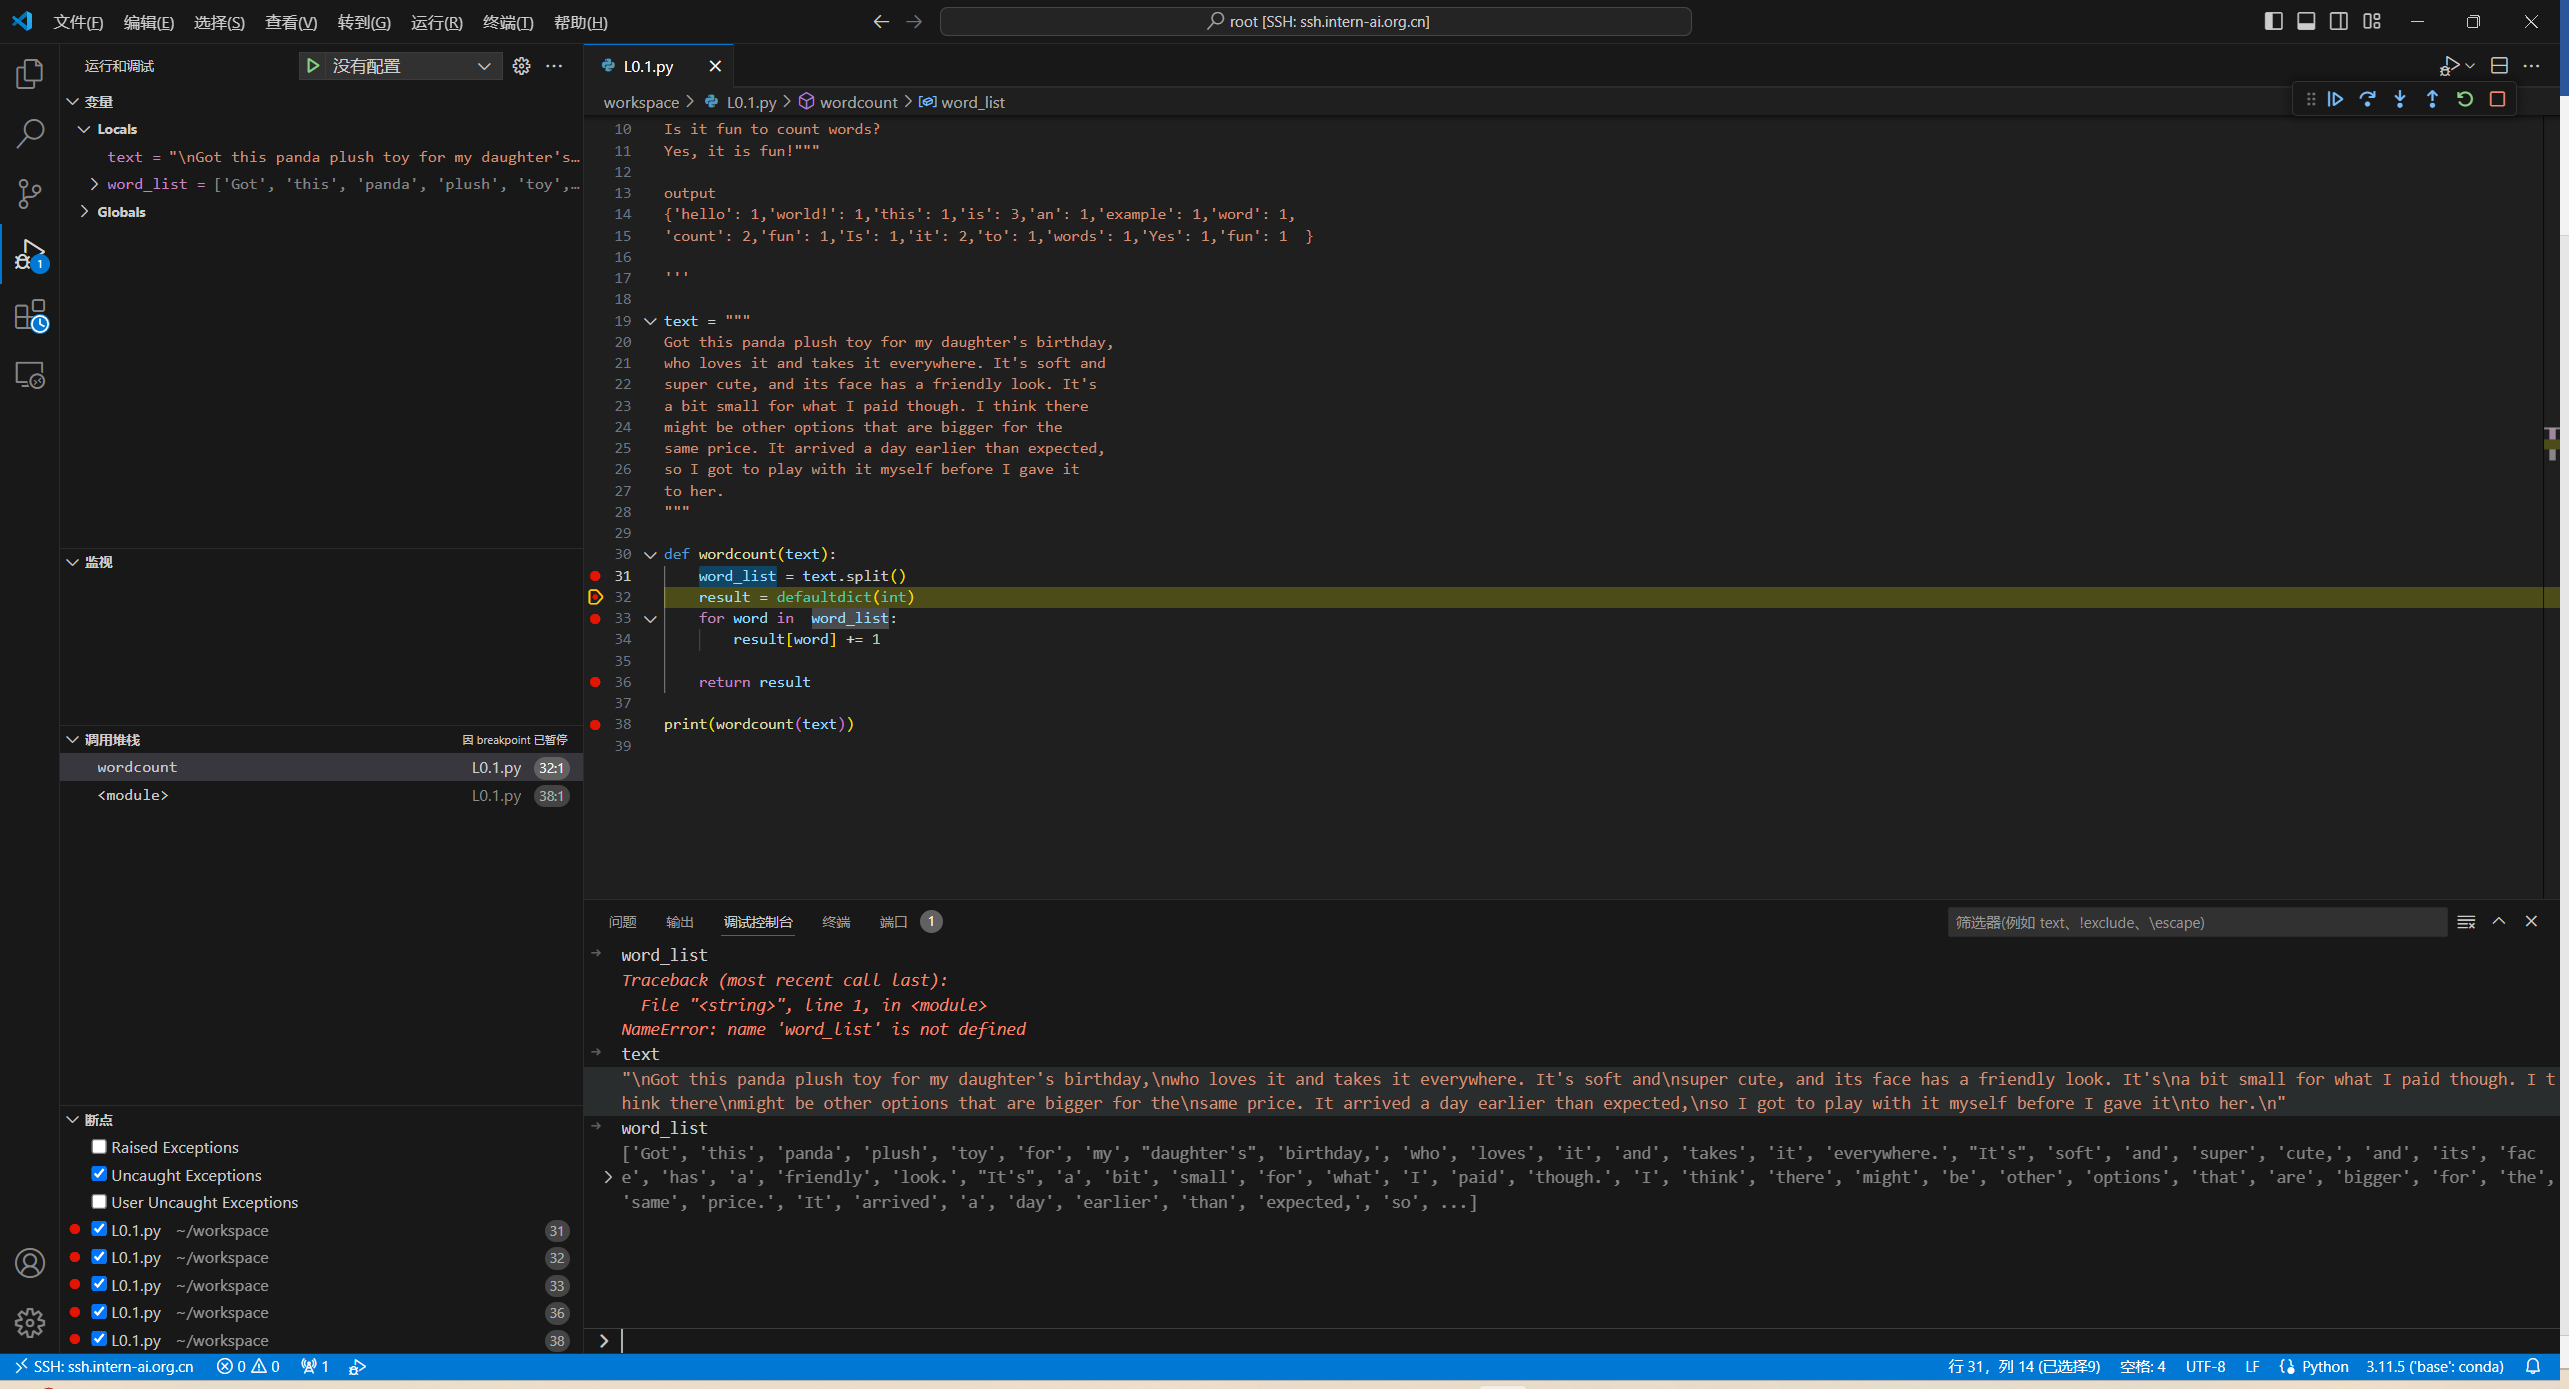 文件(F) 编辑(E) 选择(S) 查看(V) 转到(G) 运行(R) 终端(T) 帮助(H)
root [SSH: ssh.intern-ai.org.cn]
运行和调试
没有配置
变量
Locals
text = "\nGot this panda plush toy for my daughter's…
word_list = ['Got', 'this', 'panda', 'plush', 'toy',…
Globals
监视
调用堆栈
因 breakpoint 已暂停
wordcount L0.1.py 32:1
<module> L0.1.py 38:1
断点
Raised Exceptions
Uncaught Exceptions
User Uncaught Exceptions
L0.1.py ~/workspace 31
L0.1.py ~/workspace 32
L0.1.py ~/workspace 33
L0.1.py ~/workspace 36
L0.1.py ~/workspace 38
1
L0.1.py
workspace > L0.1.py > wordcount > word_list
10 Is it fun to count words?
11 Yes, it is fun!"""
12
13 output
14 {'hello': 1,'world!': 1,'this': 1,'is': 3,'an': 1,'example': 1,'word': 1,
15 'count': 2,'fun': 1,'Is': 1,'it': 2,'to': 1,'words': 1,'Yes': 1,'fun': 1  }
16
17 '''
18
19 text = """
20 Got this panda plush toy for my daughter's birthday,
21 who loves it and takes it everywhere. It's soft and
22 super cute, and its face has a friendly look. It's
23 a bit small for what I paid though. I think there
24 might be other options that are bigger for the
25 same price. It arrived a day earlier than expected,
26 so I got to play with it myself before I gave it
27 to her.
28 """
29
30 def wordcount(text):
31     word_list = text.split()
32     result = defaultdict(int)
33     for word in  word_list:
34         result[word] += 1
35
36     return result
37
38 print(wordcount(text))
39
问题 输出 调试控制台 终端 端口 1
筛选器(例如 text、!exclude、\escape)
word_list
Traceback (most recent call last):
  File "<string>", line 1, in <module>
NameError: name 'word_list' is not defined
text
"\nGot this panda plush toy for my daughter's birthday,\nwho loves it and takes it everywhere. It's soft and\nsuper cute, and its face has a friendly look. It's\na bit small for what I paid though. I t
hink there\nmight be other options that are bigger for the\nsame price. It arrived a day earlier than expected,\nso I got to play with it myself before I gave it\nto her.\n"
word_list
['Got', 'this', 'panda', 'plush', 'toy', 'for', 'my', "daughter's", 'birthday,', 'who', 'loves', 'it', 'and', 'takes', 'it', 'everywhere.', "It's", 'soft', 'and', 'super', 'cute,', 'and', 'its', 'fac
e', 'has', 'a', 'friendly', 'look.', "It's", 'a', 'bit', 'small', 'for', 'what', 'I', 'paid', 'though.', 'I', 'think', 'there', 'might', 'be', 'other', 'options', 'that', 'are', 'bigger', 'for', 'the',
'same', 'price.', 'It', 'arrived', 'a', 'day', 'earlier', 'than', 'expected,', 'so', ...]
SSH: ssh.intern-ai.org.cn 0 0 1
行 31，列 14 (已选择9) 空格: 4 UTF-8 LF Python 3.11.5 ('base': conda)